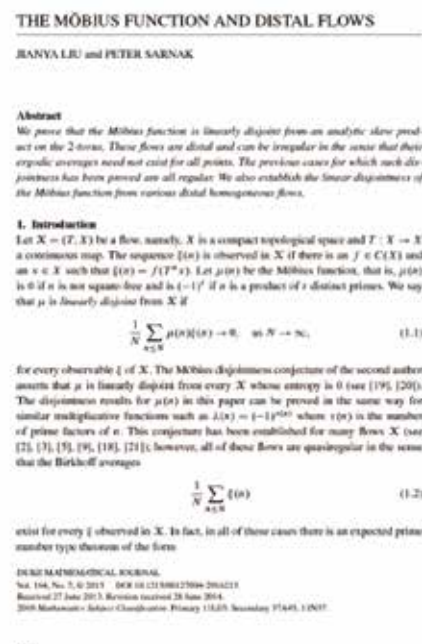 THE MÖBIUS FUNCTION AND DISTAL FLOWS
JIANYA LIU and PETER SARNAK
Abstract
We prove that the Möbius function is linearly disjoint from an analytic skew prod-
uct on the 2-torus. These flows are distal and can be irregular in the sense that their
ergodic averages need not exist for all points. The previous cases for which such dis-
jointness has been proved are all regular. We also establish the linear disjointness of
the Möbius function from various distal homogeneous flows.
1. Introduction
Let X = (T, X) be a flow, namely, X is a compact topological space and T : X → X
a continuous map. The sequence ξ(n) is observed in X if there is an f ∈ C(X) and
an x ∈ X such that ξ(n) = f(Tⁿx). Let μ(n) be the Möbius function, that is, μ(n)
is 0 if n is not square-free and is (−1)ᵗ if n is a product of t distinct primes. We say
that μ is linearly disjoint from X if
1/N ∑ n≤N μ(n)ξ(n) → 0, as N → ∞, (1.1)
for every observable ξ of X. The Möbius disjointness conjecture of the second author
asserts that μ is linearly disjoint from every X whose entropy is 0 (see [19], [20]).
The disjointness results for μ(n) in this paper can be proved in the same way for
similar multiplicative functions such as λ(n) = (−1)^τ(n) where τ(n) is the number
of prime factors of n. This conjecture has been established for many flows X (see
[2], [3], [5], [9], [18], [21]); however, all of these flows are quasiregular in the sense
that the Birkhoff averages
1/N ∑ n≤N ξ(n) (1.2)
exist for every ξ observed in X. In fact, in all of these cases there is an expected prime
number type theorem of the form
DUKE MATHEMATICAL JOURNAL
Vol. 164, No. 7, © 2015 DOI
Received 27 June 2013. Revision received 28 June 2014.
2010 Mathematics Subject Classification. Primary Secondary